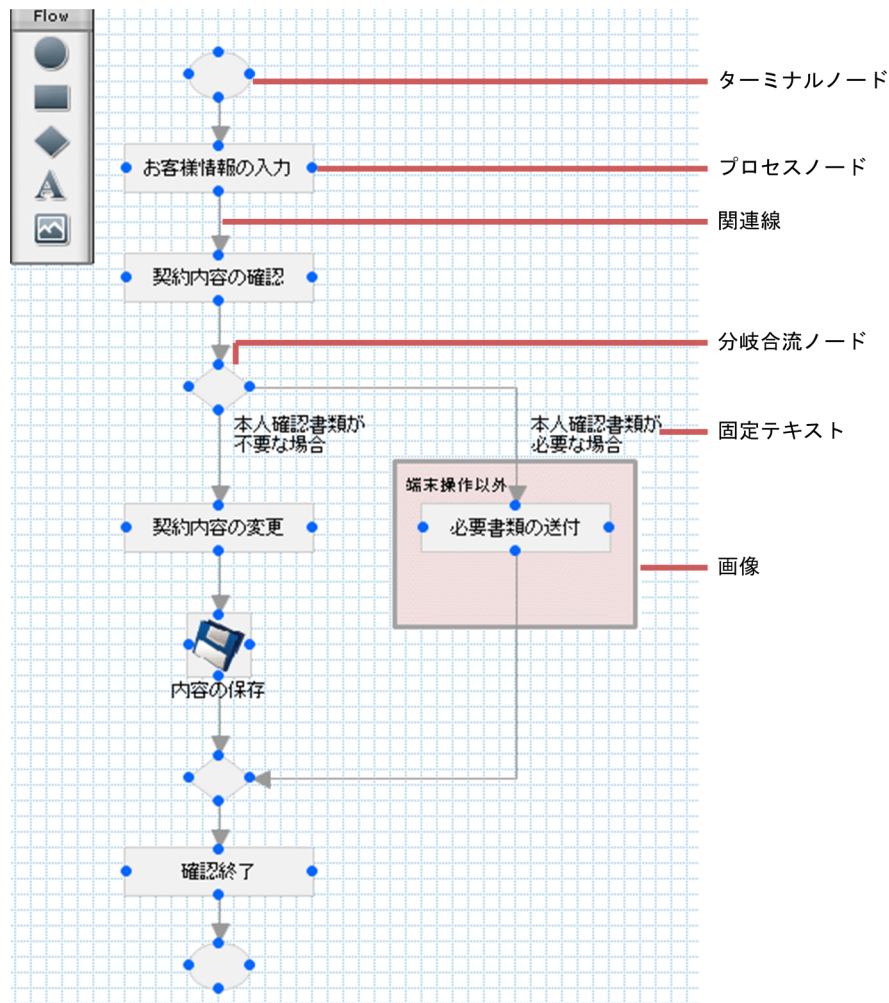 Flow
A
ターミナルノード
お客様情報の入力
プロセスノード
関連線
契約内容の確認
分岐合流ノード
本人確認書類が
不要な場合
本人確認書類が
必要な場合
固定テキスト
端末操作以外
契約内容の変更
必要書類の送付
画像
内容の保存
確認終了